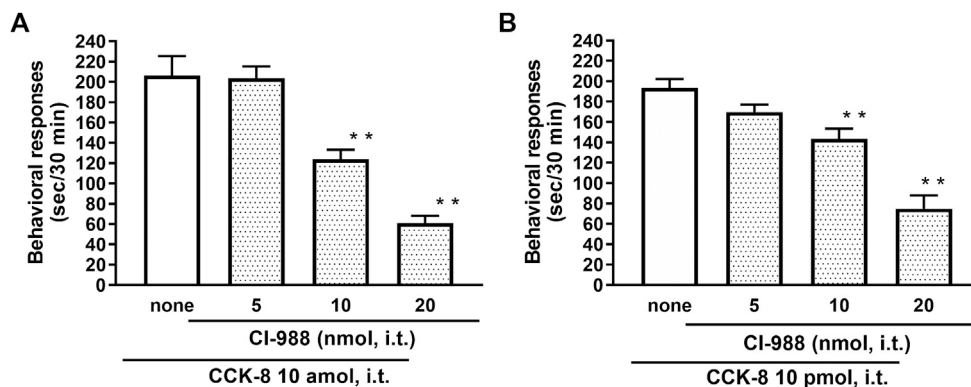 A
Behavioral responses
(sec/30 min)
240
220
200
180
160
140
120
100
80
60
40
20
0
* *
* *
none 5 10 20
CI-988 (nmol, i.t.)
CCK-8 10 amol, i.t.
B
Behavioral responses
(sec/30 min)
240
220
200
180
160
140
120
100
80
60
40
20
0
* *
* *
none 5 10 20
CI-988 (nmol, i.t.)
CCK-8 10 pmol, i.t.